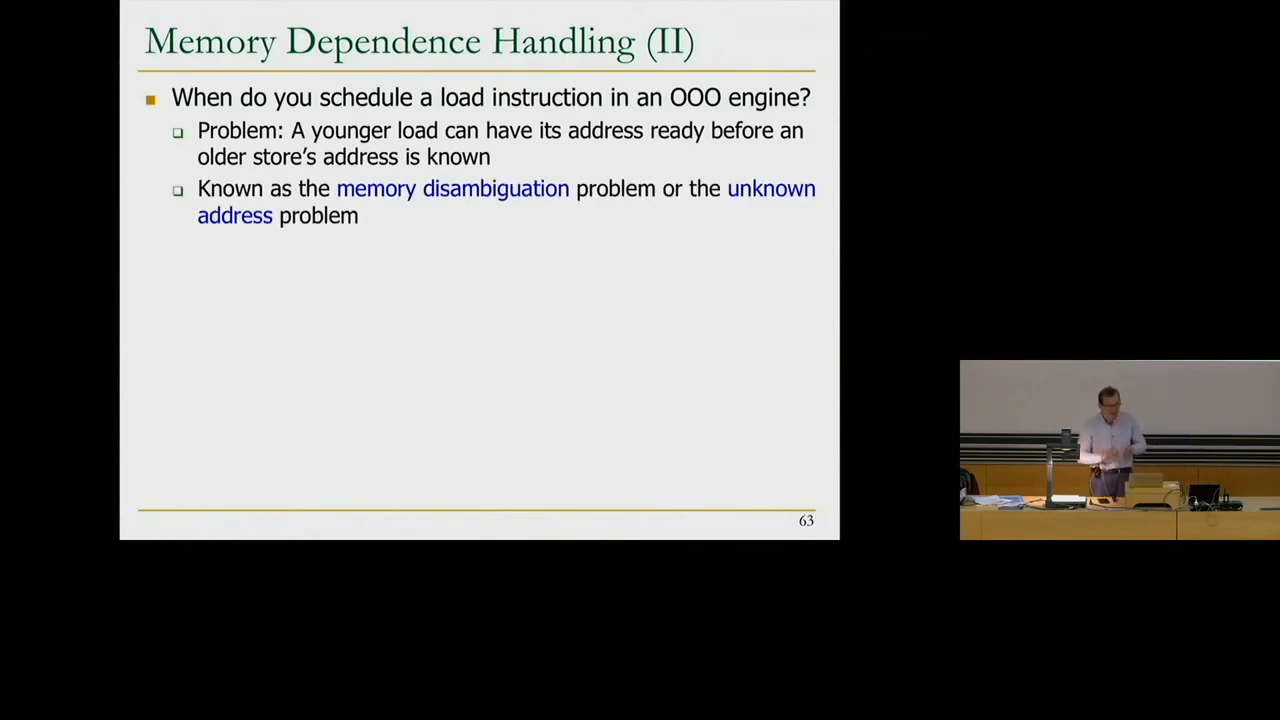 Memory Dependence Handling (II)
When do you schedule a load instruction in an OOO engine?
Problem: A younger load can have its address ready before an
older store's address is known
Known as the memory disambiguation problem or the unknown
address problem
63